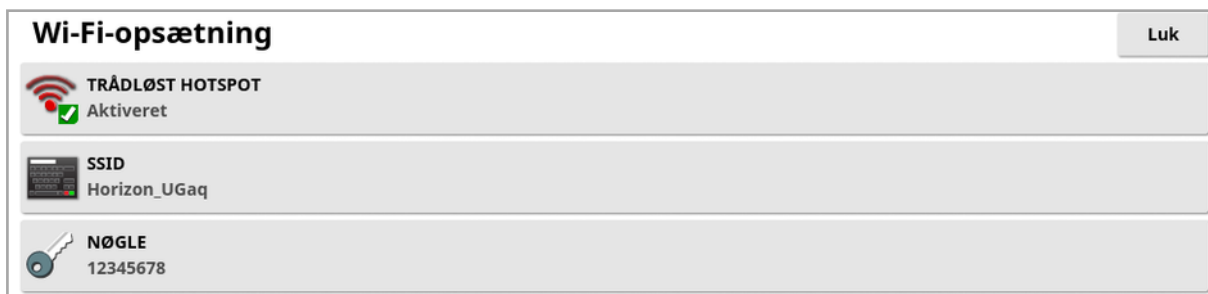 Wi-Fi-opsætning
Luk
TRÅDLØST HOTSPOT
Aktiveret
SSID
Horizon_UGaq
NØGLE
12345678